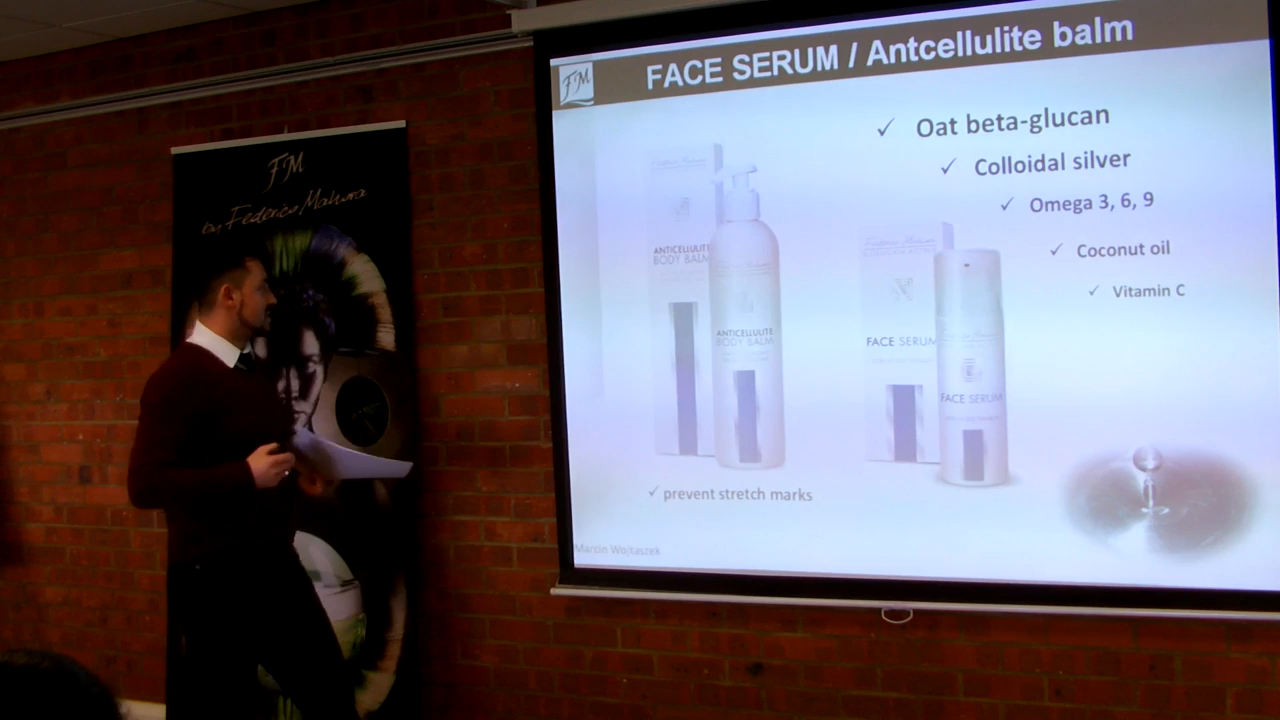 FM
by Federico Mahora
FM
FACE SERUM / Antcellulite balm
✓ Oat beta-glucan
✓ Colloidal silver
✓ Omega 3, 6, 9
✓ Coconut oil
✓ Vitamin C
ANTICELLULITE
BODY BALM
ANTICELLULITE
BODY BALM
FACE SERUM
FACE SERUM
✓ prevent stretch marks
Marcin Wojtaszek